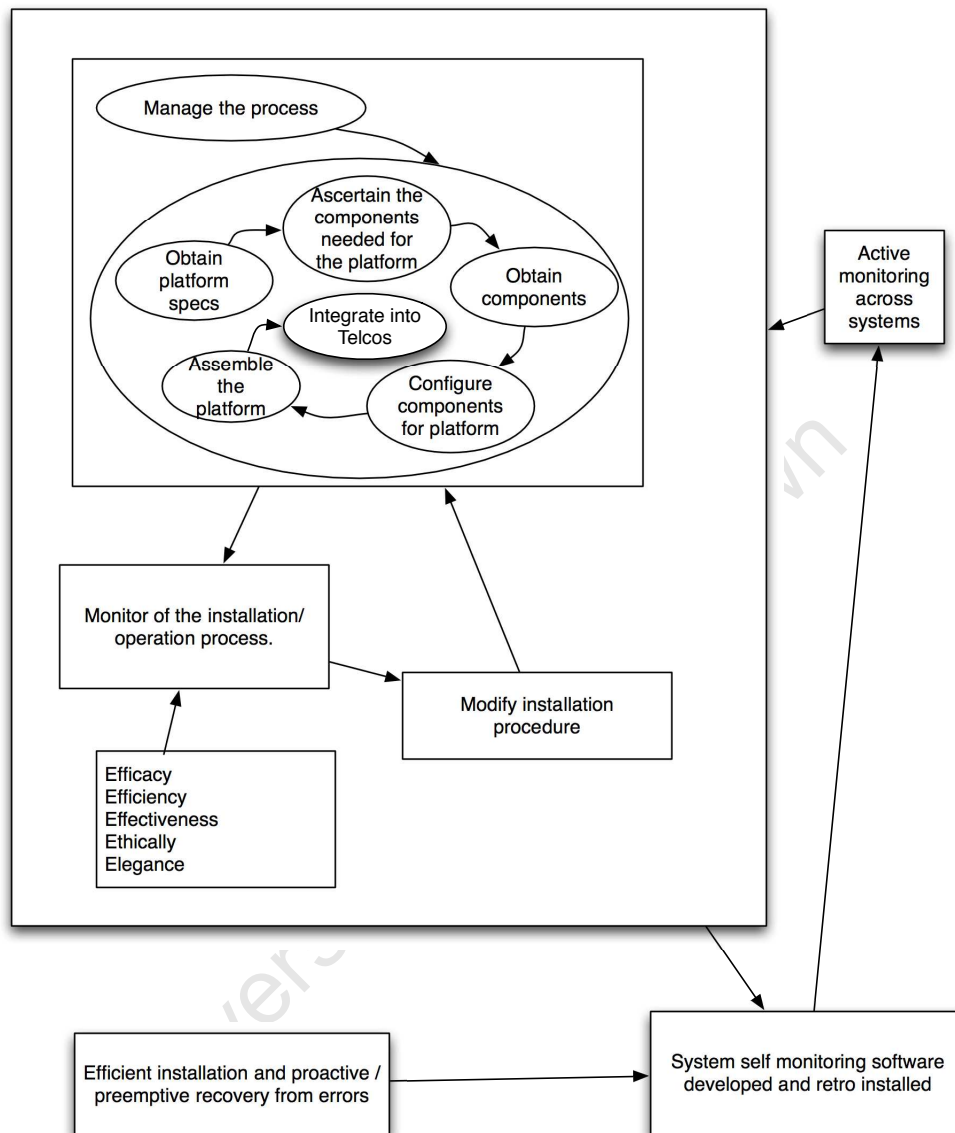 Manage the process
Ascertain the
components
needed for
the platform
Obtain
platform
specs
Obtain
components
Integrate into
Telcos
Assemble
the
platform
Configure
components
for platform
Active
monitoring
across
systems
Monitor of the installation/
operation process.
Modify installation
procedure
Efficacy
Efficiency
Effectiveness
Ethically
Elegance
Efficient installation and proactive /
preemptive recovery from errors
System self monitoring software
developed and retro installed